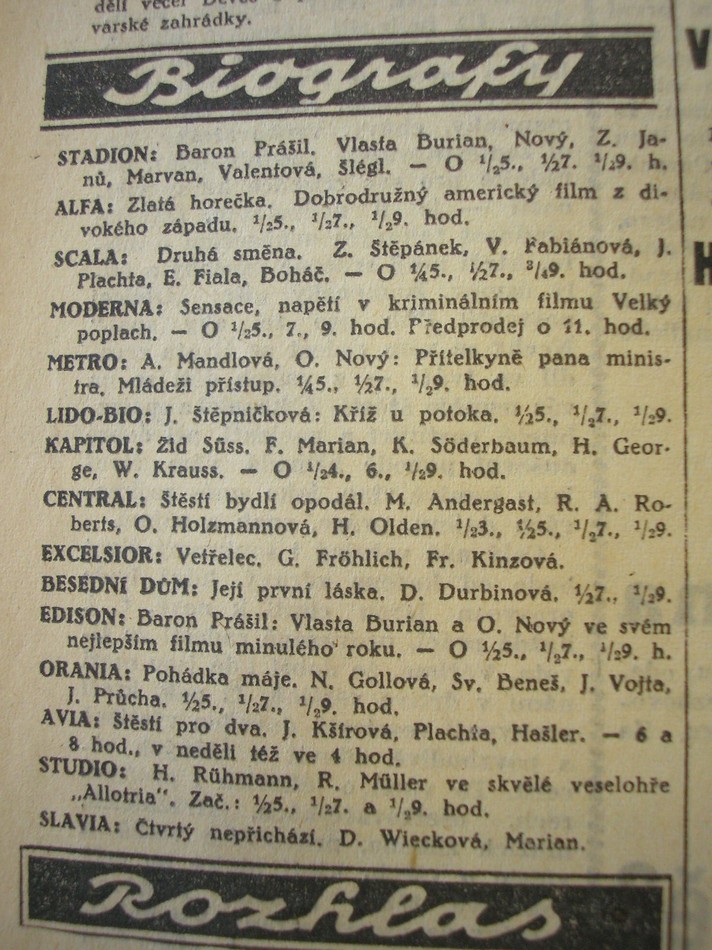 varské zahrádky.
Biografy
STADION: Baron Prášil. Vlasta Burian, Nový, Z. Ja-
nů, Marvan, Valentová, Šlégl. — O ½5., ½7. ½9. h.
ALFA: Zlatá horečka. Dobrodružný americký film z di-
vokého západu. ½5., ½7., ½9. hod.
SCALA: Druhá směna. Z. Štěpánek, V. Fabiánová, J.
Plachta, E. Fiala, Boháč. — O ¼5., ½7., ¾9. hod.
MODERNA: Sensace, napětí v kriminálním filmu Velký
poplach. — O ½5., 7., 9. hod. Předprodej o 11. hod.
METRO: A. Mandlová, O. Nový: Přítelkyně pana minis-
tra. Mládeži přístup. ¼5., ½7., ½9. hod.
LIDO-BIO: J. Štěpničková: Kříž u potoka. ½5., ½7., ½9.
KAPITOL: Žid Süss. F. Marian, K. Söderbaum, H. Geor-
ge, W. Krauss. — O ½4., 6., ½9. hod.
CENTRAL: Štěstí bydlí opodál. M. Andergast, R. A. Ro-
berts, O. Holzmannová, H. Olden. ½3., ½5., ½7., ½9.
EXCELSIOR: Vetřelec. G. Fröhlich, Fr. Kinzová.
BESEDNÍ DŮM: Její první láska. D. Durbinová. ½7., ½9.
EDISON: Baron Prášil: Vlasta Burian a O. Nový ve svém
nejlepším filmu minulého roku. — O ½5., ½7., ½9. h.
ORANIA: Pohádka máje. N. Gollová, Sv. Beneš, J. Vojta,
J. Průcha. ½5., ½7., ½9. hod.
AVIA: Štěstí pro dva. J. Kšírová, Plachta, Hašler. — 6 a
8 hod., v neděli též ve 4 hod.
STUDIO: H. Rühmann, R. Müller ve skvělé veselohře
„Allotria". Zač.: ½5., ½7. a ½9. hod.
SLAVIA: Čtvrtý nepřichází. D. Wiecková, Marian.
Rozhlas